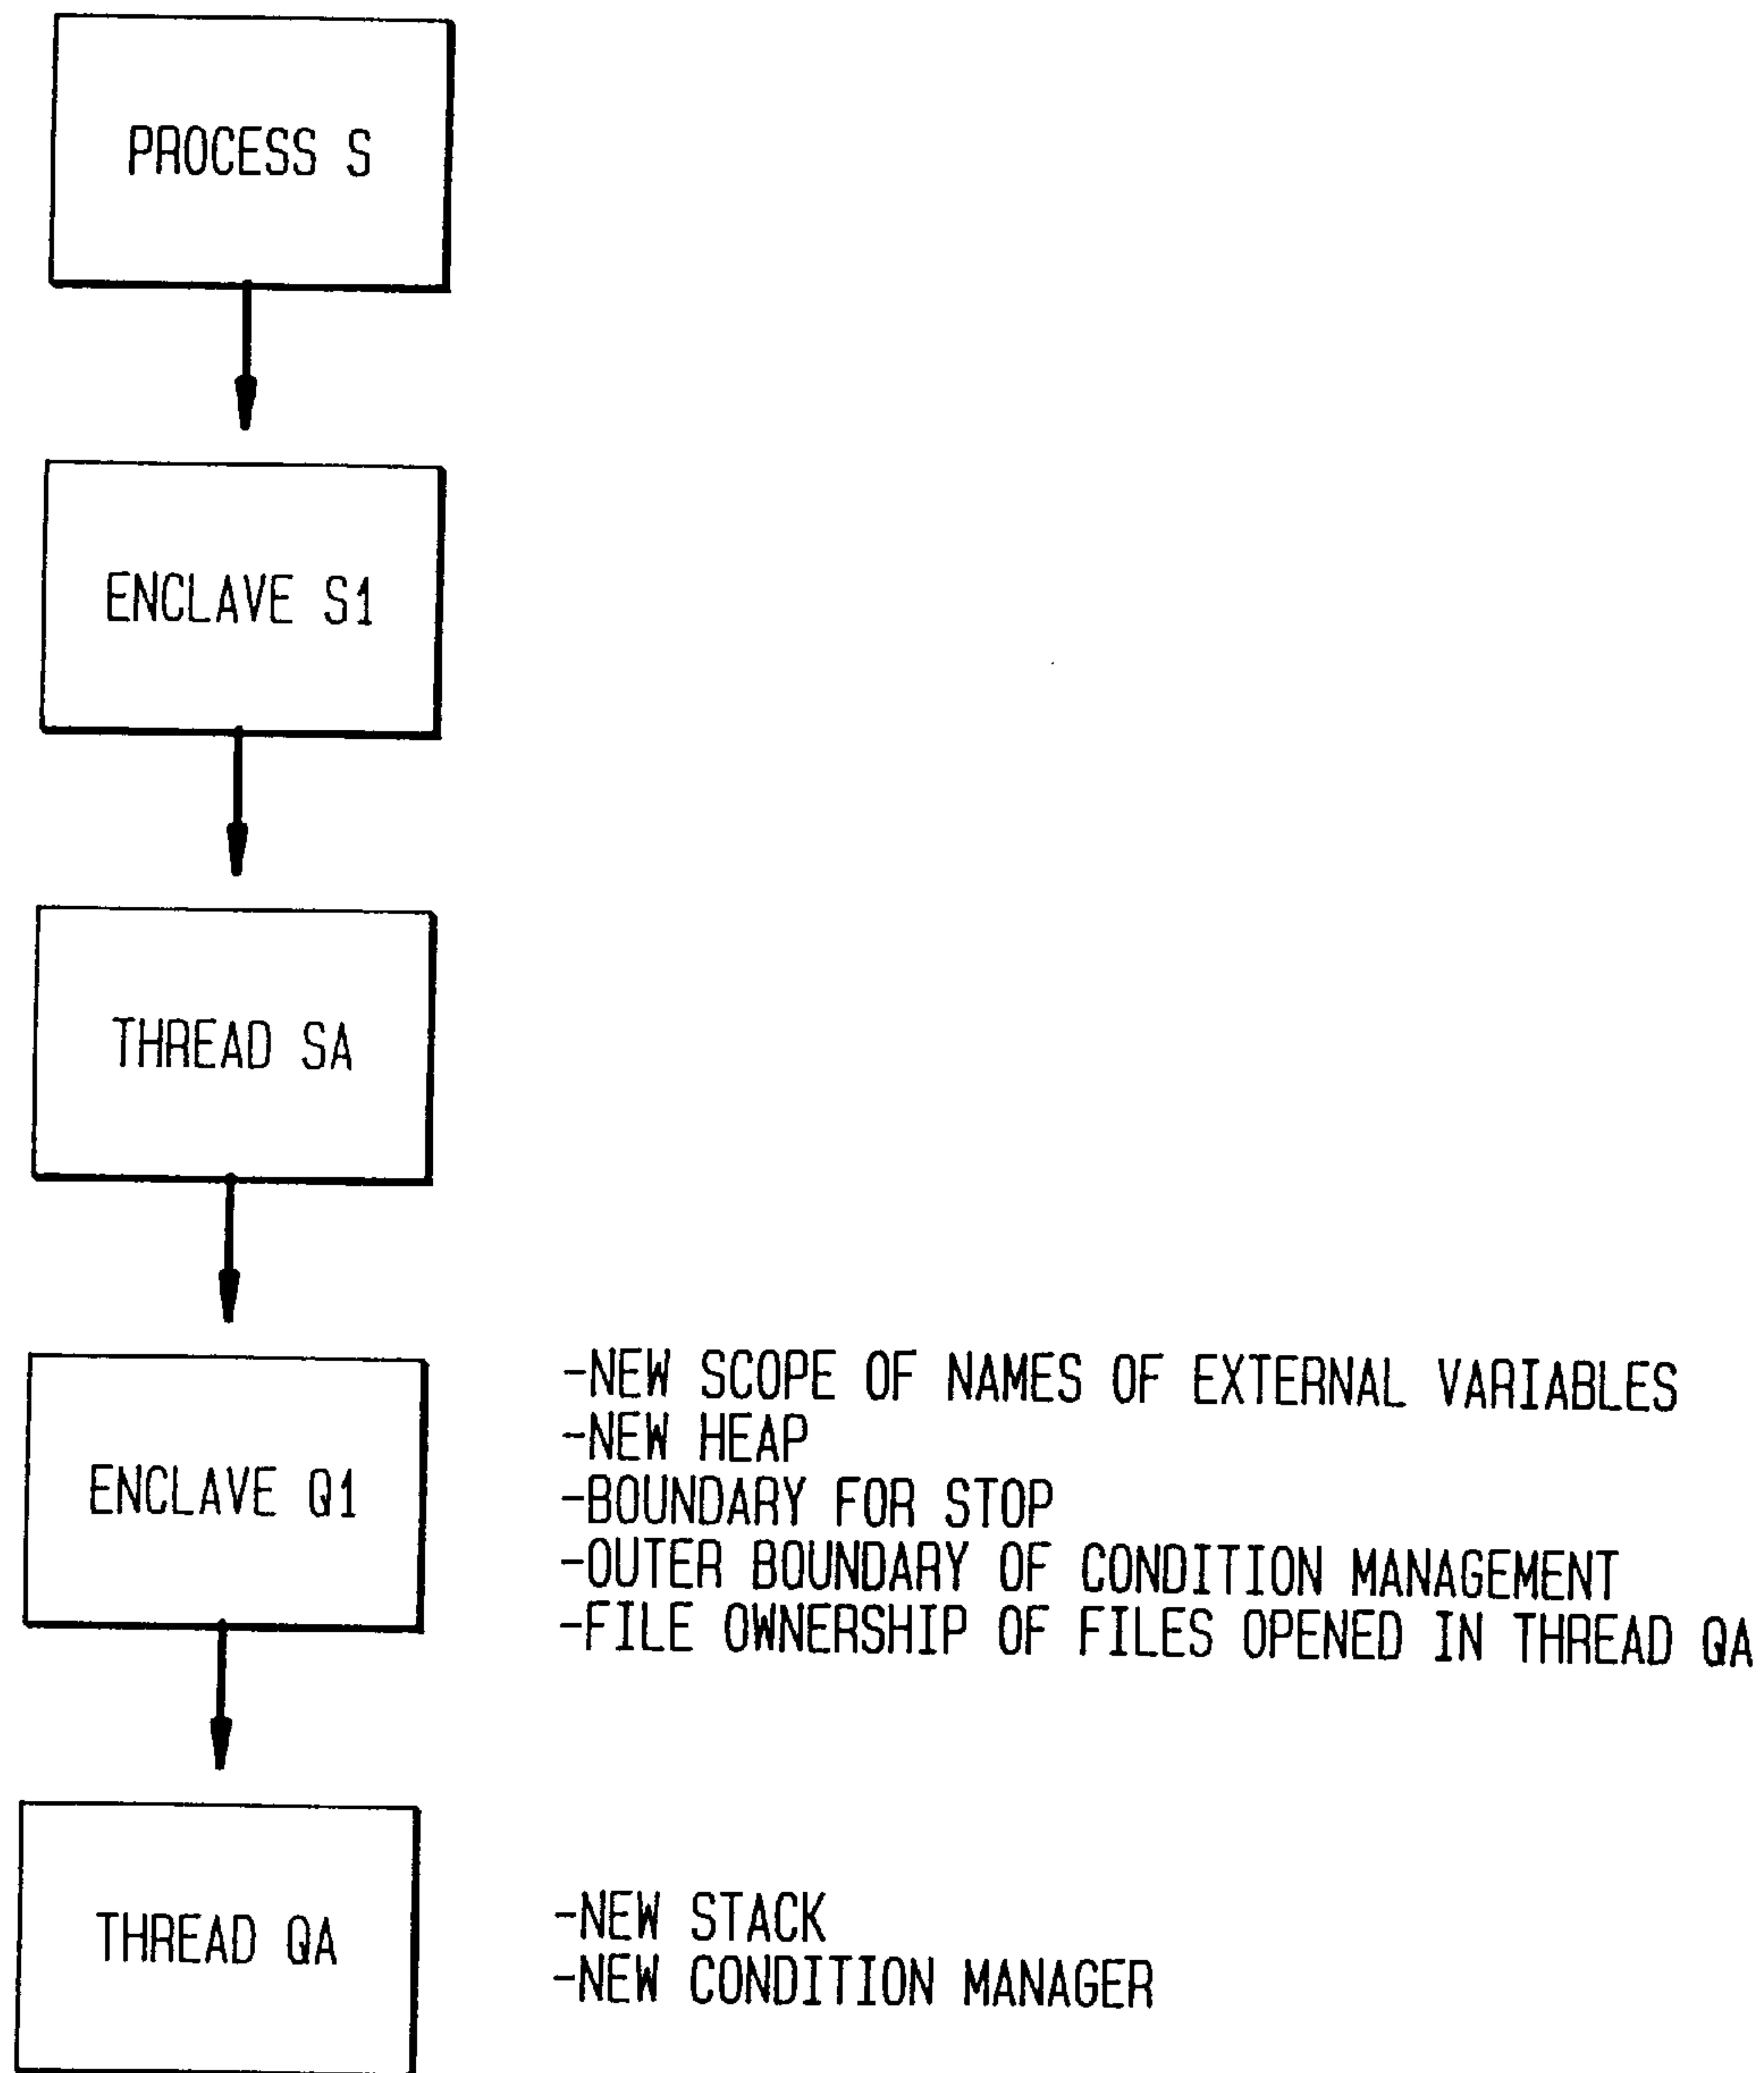 PROCESS S
ENCLAVE S1
THREAD SA
ENCLAVE Q1
-NEW SCOPE OF NAMES OF EXTERNAL VARIABLES
-NEW HEAP
-BOUNDARY FOR STOP
-OUTER BOUNDARY OF CONDITION MANAGEMENT
-FILE OWNERSHIP OF FILES OPENED IN THREAD QA
THREAD QA
-NEW STACK
-NEW CONDITION MANAGER